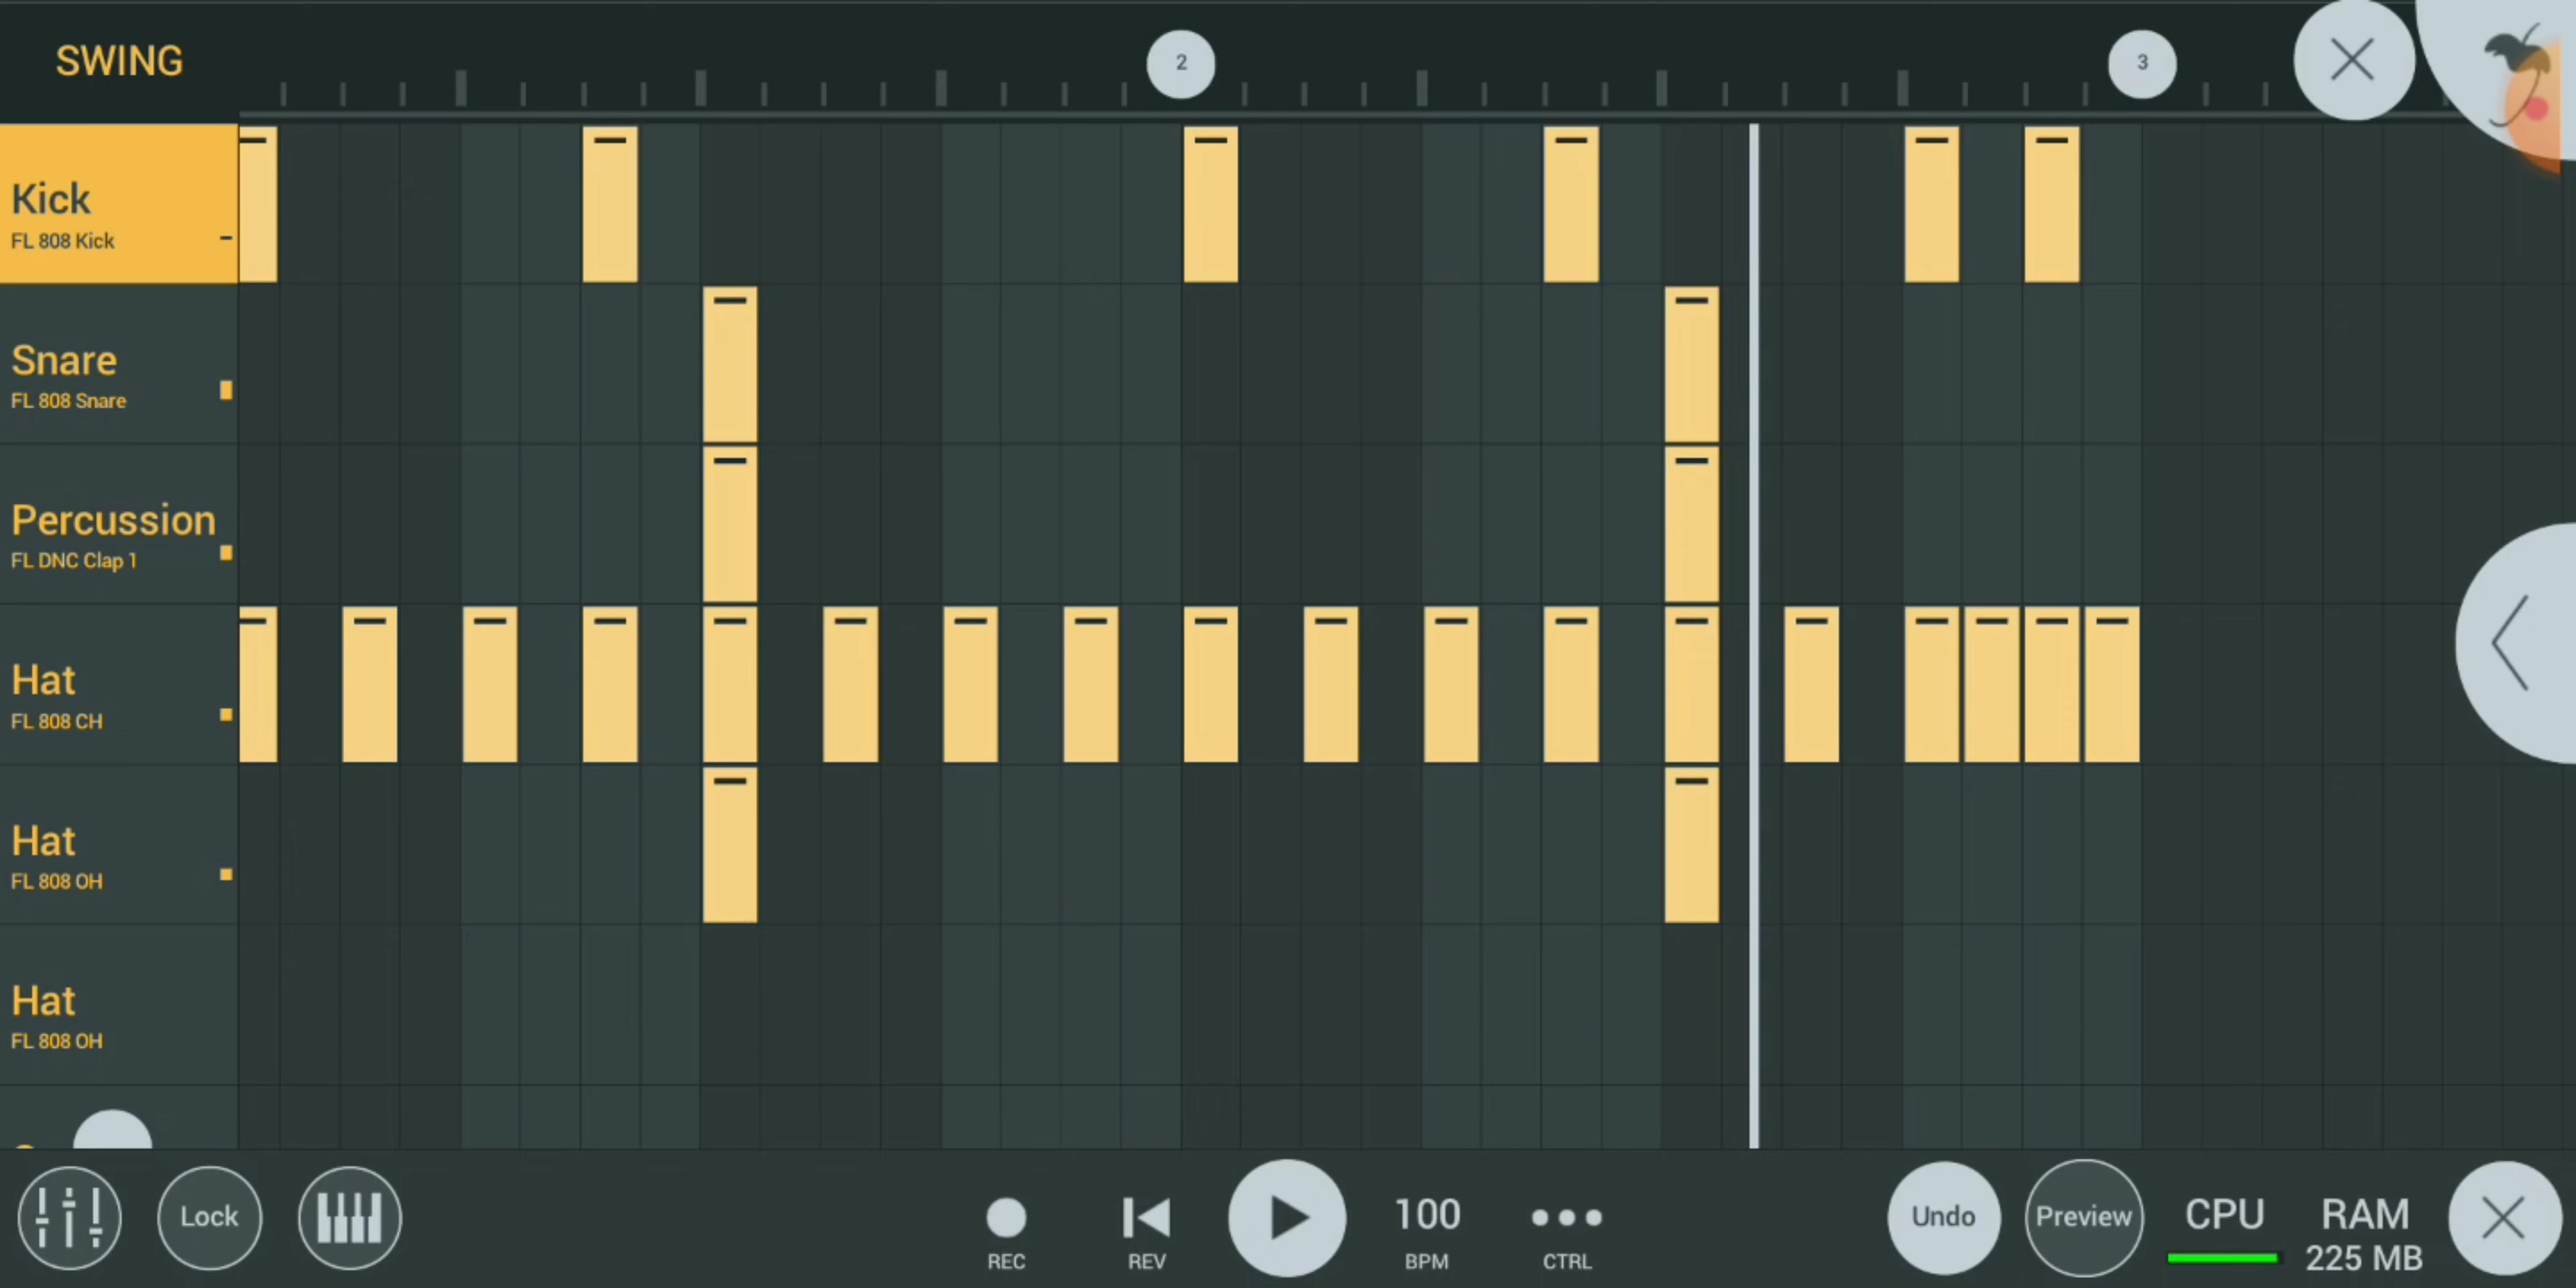 SWING
2
3
Kick
FL 808 Kick
Snare
FL 808 Snare
Percussion
FL DNC Clap 1
Hat
FL 808 CH
Hat
FL 808 OH
Hat
FL 808 OH
Lock
REC
REV
100
BPM
CTRL
Undo
Preview
CPU
RAM
225 MB